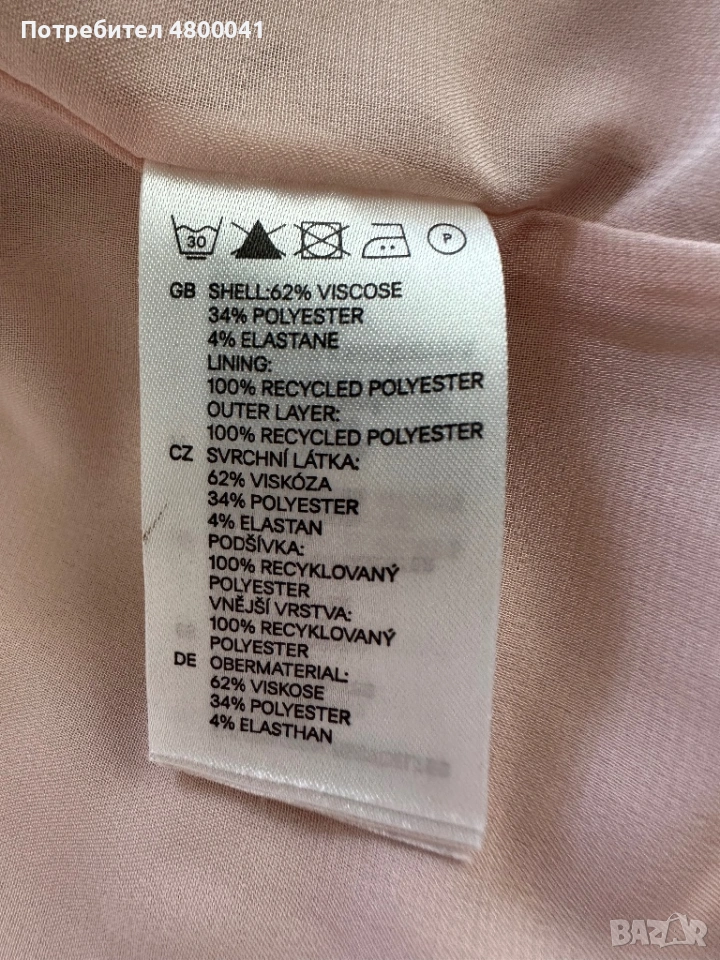 Потребител 4800041
30
P
GB SHELL:62% VISCOSE
34% POLYESTER
4% ELASTANE
LINING:
100% RECYCLED POLYESTER
OUTER LAYER:
100% RECYCLED POLYESTER
CZ SVRCHNÍ LÁTKA:
62% VISKÓZA
34% POLYESTER
4% ELASTAN
PODŠÍVKA:
100% RECYKLOVANÝ
POLYESTER
VNĚJŠÍ VRSTVA:
100% RECYKLOVANÝ
POLYESTER
DE OBERMATERIAL:
62% VISKOSE
34% POLYESTER
4% ELASTHAN
BAZAR